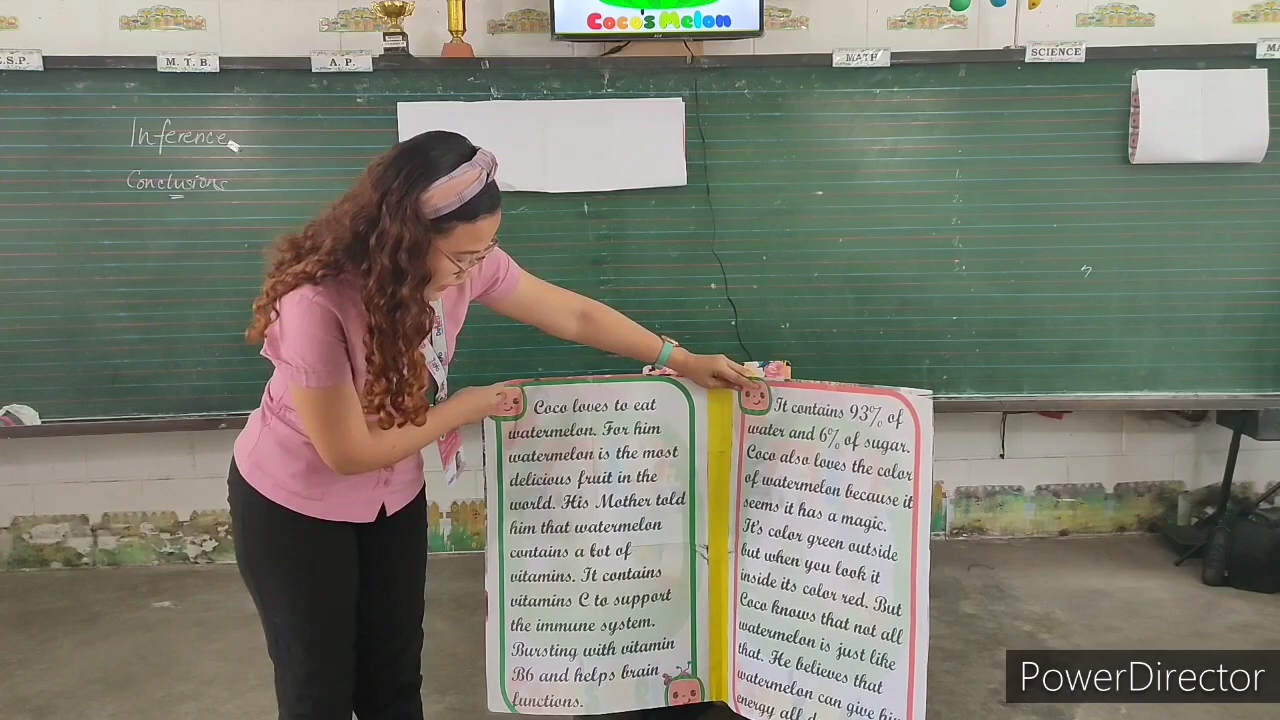 Coco's Melon
E.S.P.
M.T.B.
A.P.
MATH
SCIENCE
Inference
Conclusions
Coco loves to eat
watermelon. For him
watermelon is the most
delicious fruit in the
world. His Mother told
him that watermelon
contains a lot of
vitamins. It contains
vitamins C to support
the immune system.
Bursting with vitamin
B6 and helps brain
functions.
It contains 93% of
water and 6% of sugar.
Coco also loves the color
of watermelon because it
seems it has a magic.
It's color green outside
but when you look it
inside its color red. But
Coco knows that not all
watermelon is just like
that. He believes that
watermelon can give him
energy all
PowerDirector